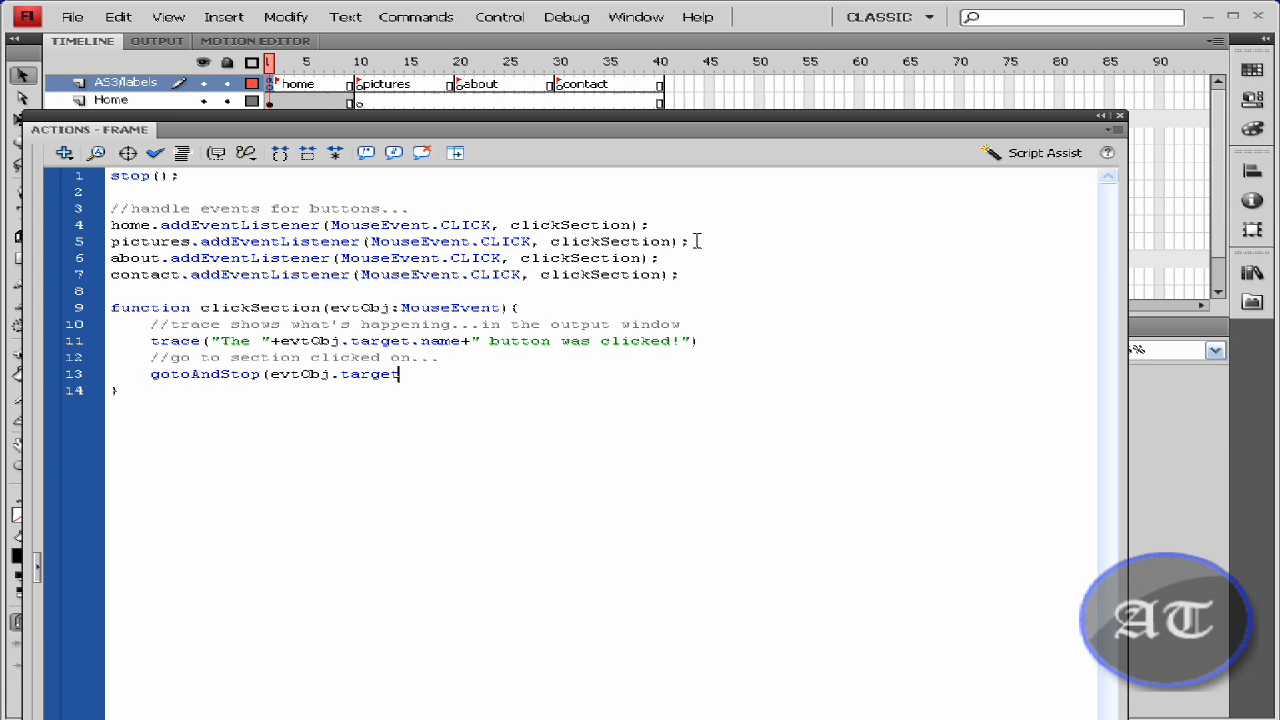 Fl File Edit View Insert Modify Text Commands Control Debug Window Help CLASSIC
TIMELINE OUTPUT MOTION EDITOR
1 5 10 15 20 25 30 35 40 45 50 55 60 65 70 75 80 85 90
AS3/labels home pictures about contact
Home
ACTIONS - FRAME
Script Assist
1 stop();
2
3 //handle events for buttons...
4 home.addEventListener(MouseEvent.CLICK, clickSection);
5 pictures.addEventListener(MouseEvent.CLICK, clickSection);
6 about.addEventListener(MouseEvent.CLICK, clickSection);
7 contact.addEventListener(MouseEvent.CLICK, clickSection);
8
9 function clickSection(evtObj:MouseEvent){
10 //trace shows what's happening...in the output window
11 trace("The "+evtObj.target.name+" button was clicked!")
12 //go to section clicked on...
13 gotoAndStop(evtObj.target
14 }
%
AT